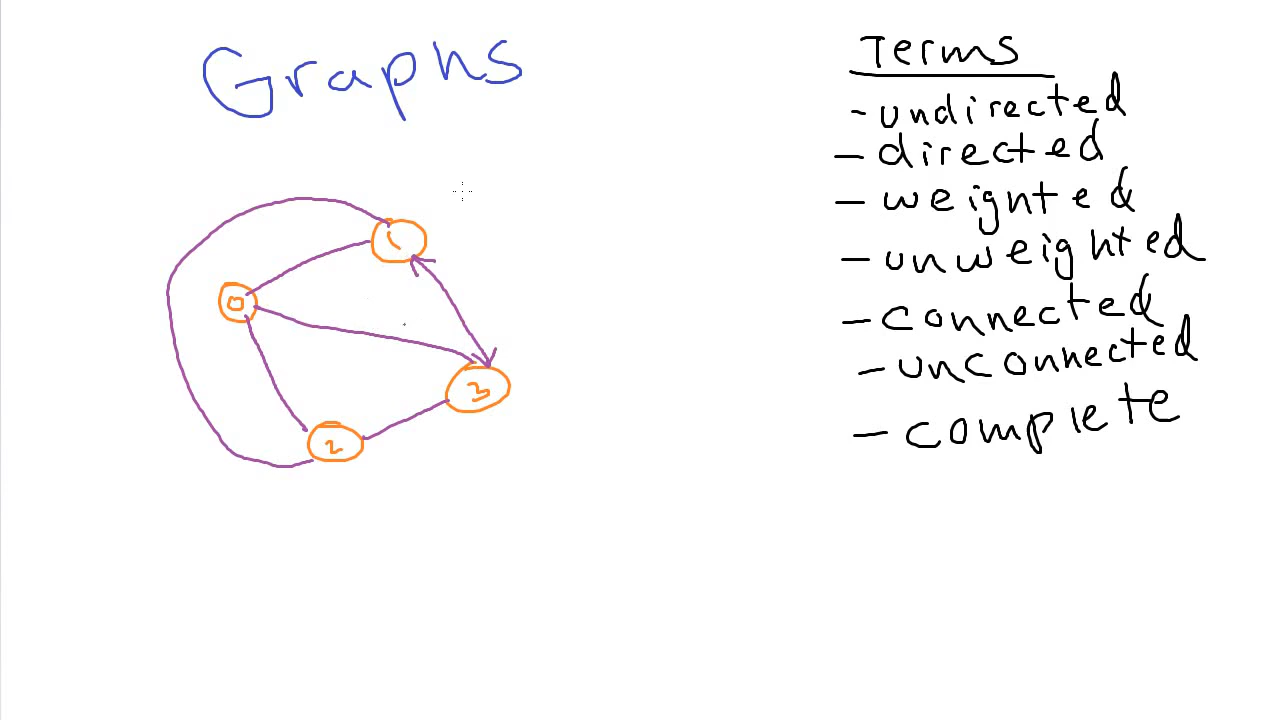 Graphs
Terms
- undirected
- directed
- weighted
- unweighted
- connected
- unconnected
- complete
1
0
3
2